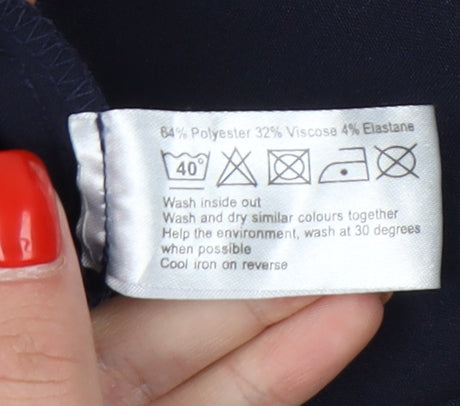 64% Polyester 32% Viscose 4% Elastane
40°
Wash inside out
Wash and dry similar colours together
Help the environment, wash at 30 degrees
when possible
Cool iron on reverse